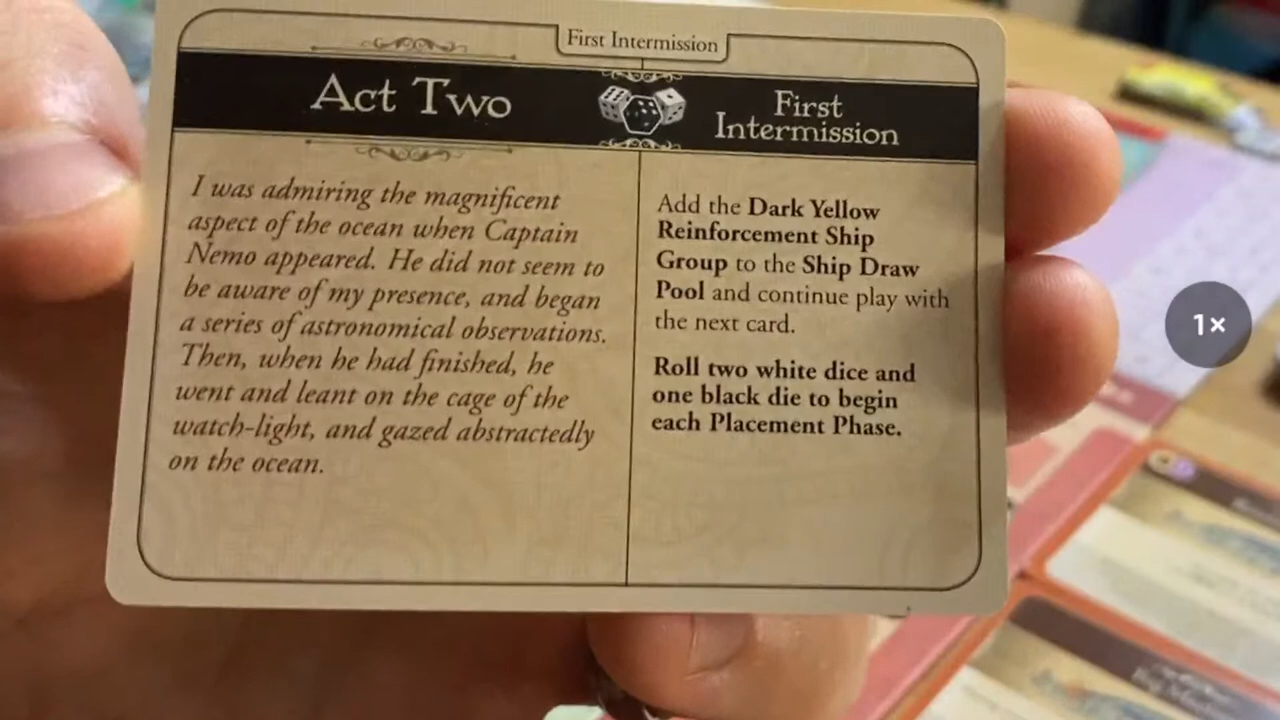 First Intermission
Act Two
I was admiring the magnificent
aspect of the ocean when Captain
Nemo appeared. He did not seem to
be aware of my presence, and began
a series of astronomical observations.
Then, when he had finished, he
went and leant on the cage of the
watch-light, and gazed abstractedly
on the ocean.
First
Intermission
Add the Dark Yellow
Reinforcement Ship
Group to the Ship Draw
Pool and continue play with
the next card.
Roll two white dice and
one black die to begin
each Placement Phase.
1×